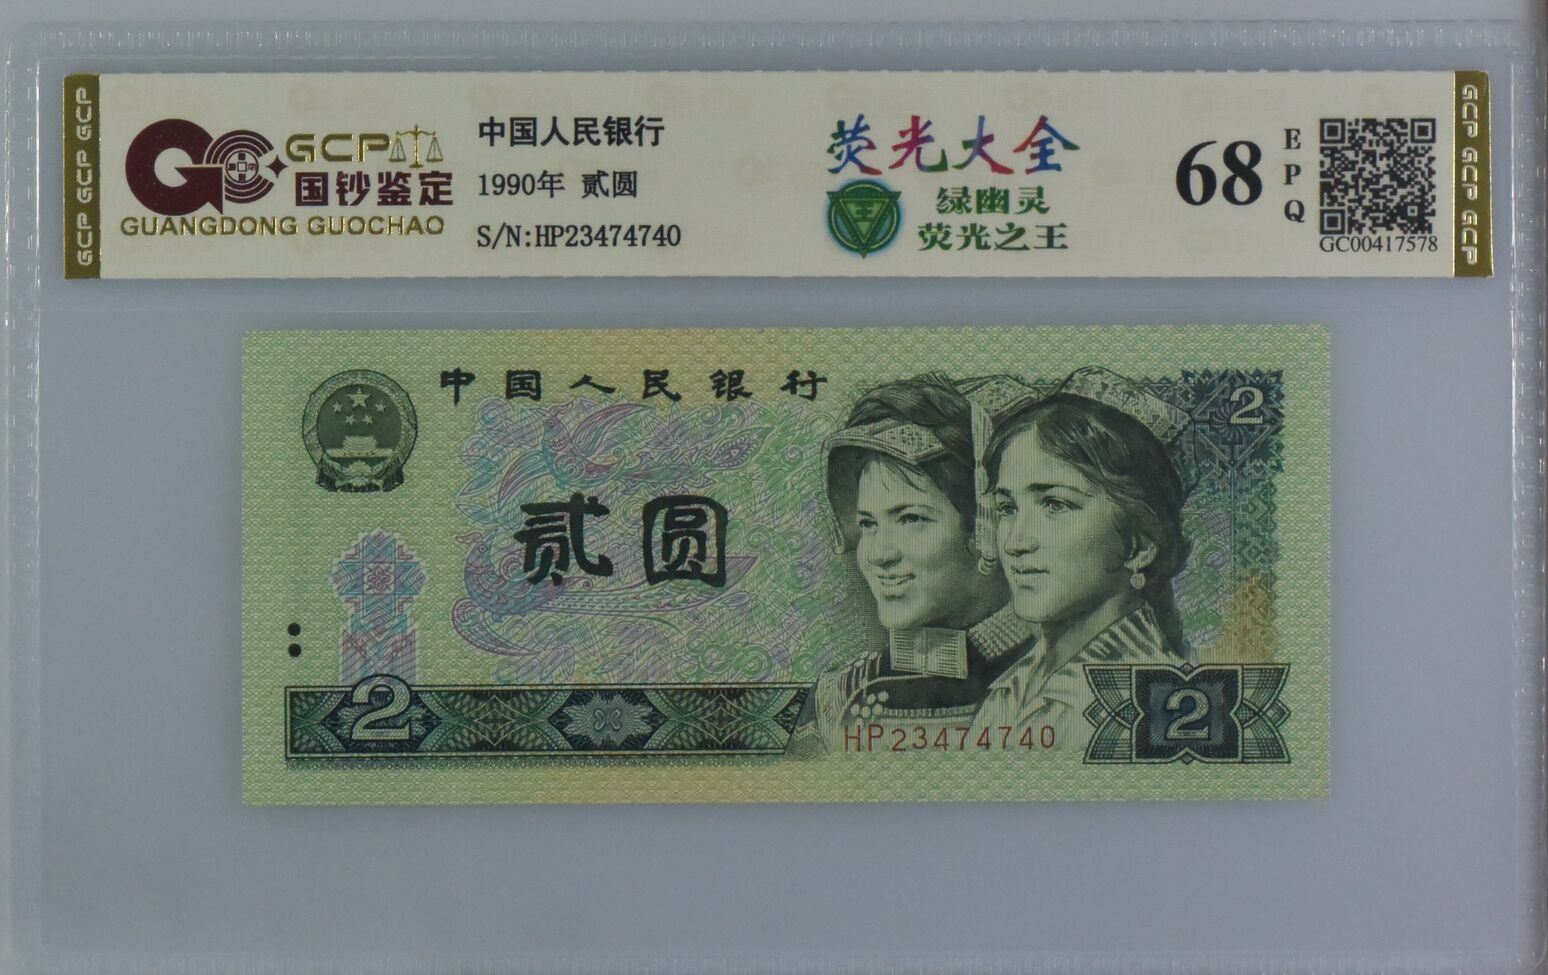 GCP GCP GCP
GCP
国钞鉴定
GUANGDONG GUOCHAO
中国人民银行
1990年 贰圆
S/N:HP23474740
荧光大全
王
绿幽灵
荧光之王
68
E
P
Q
GC00417578
GCP GCP GCP
中国人民银行
2
贰圆
2
HP23474740
2